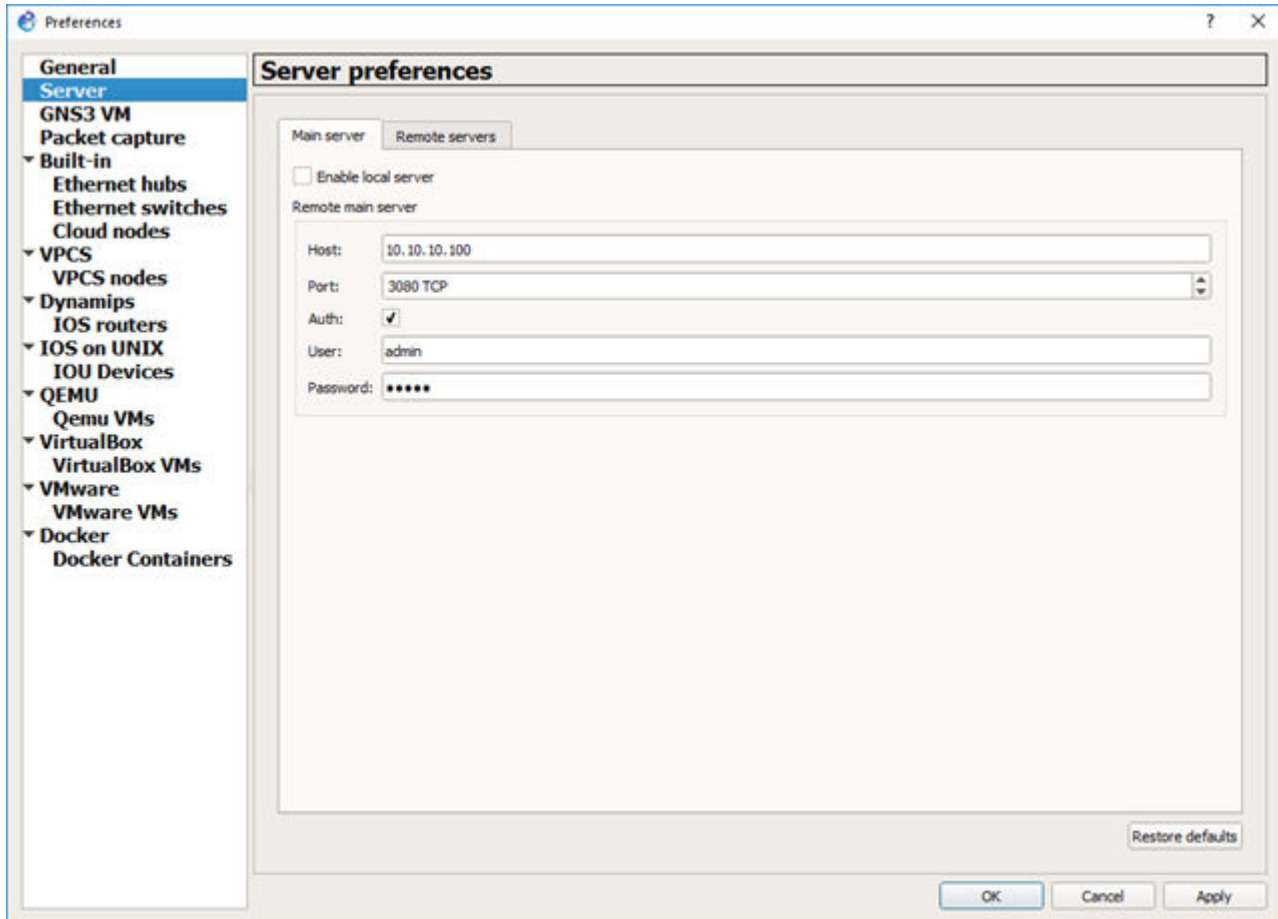 Preferences
?
General
Server
GNS3 VM
Packet capture
Built-in
Ethernet hubs
Ethernet switches
Cloud nodes
VPCS
VPCS nodes
Dynamips
IOS routers
IOS on UNIX
IOU Devices
QEMU
Qemu VMs
VirtualBox
VirtualBox VMs
VMware
VMware VMs
Docker
Docker Containers
Server preferences
Main server
Remote servers
Enable local server
Remote main server
Host: 10.10.10.100
Port: 3080 TCP
Auth:
User: admin
Password: •••••
Restore defaults
OK
Cancel
Apply